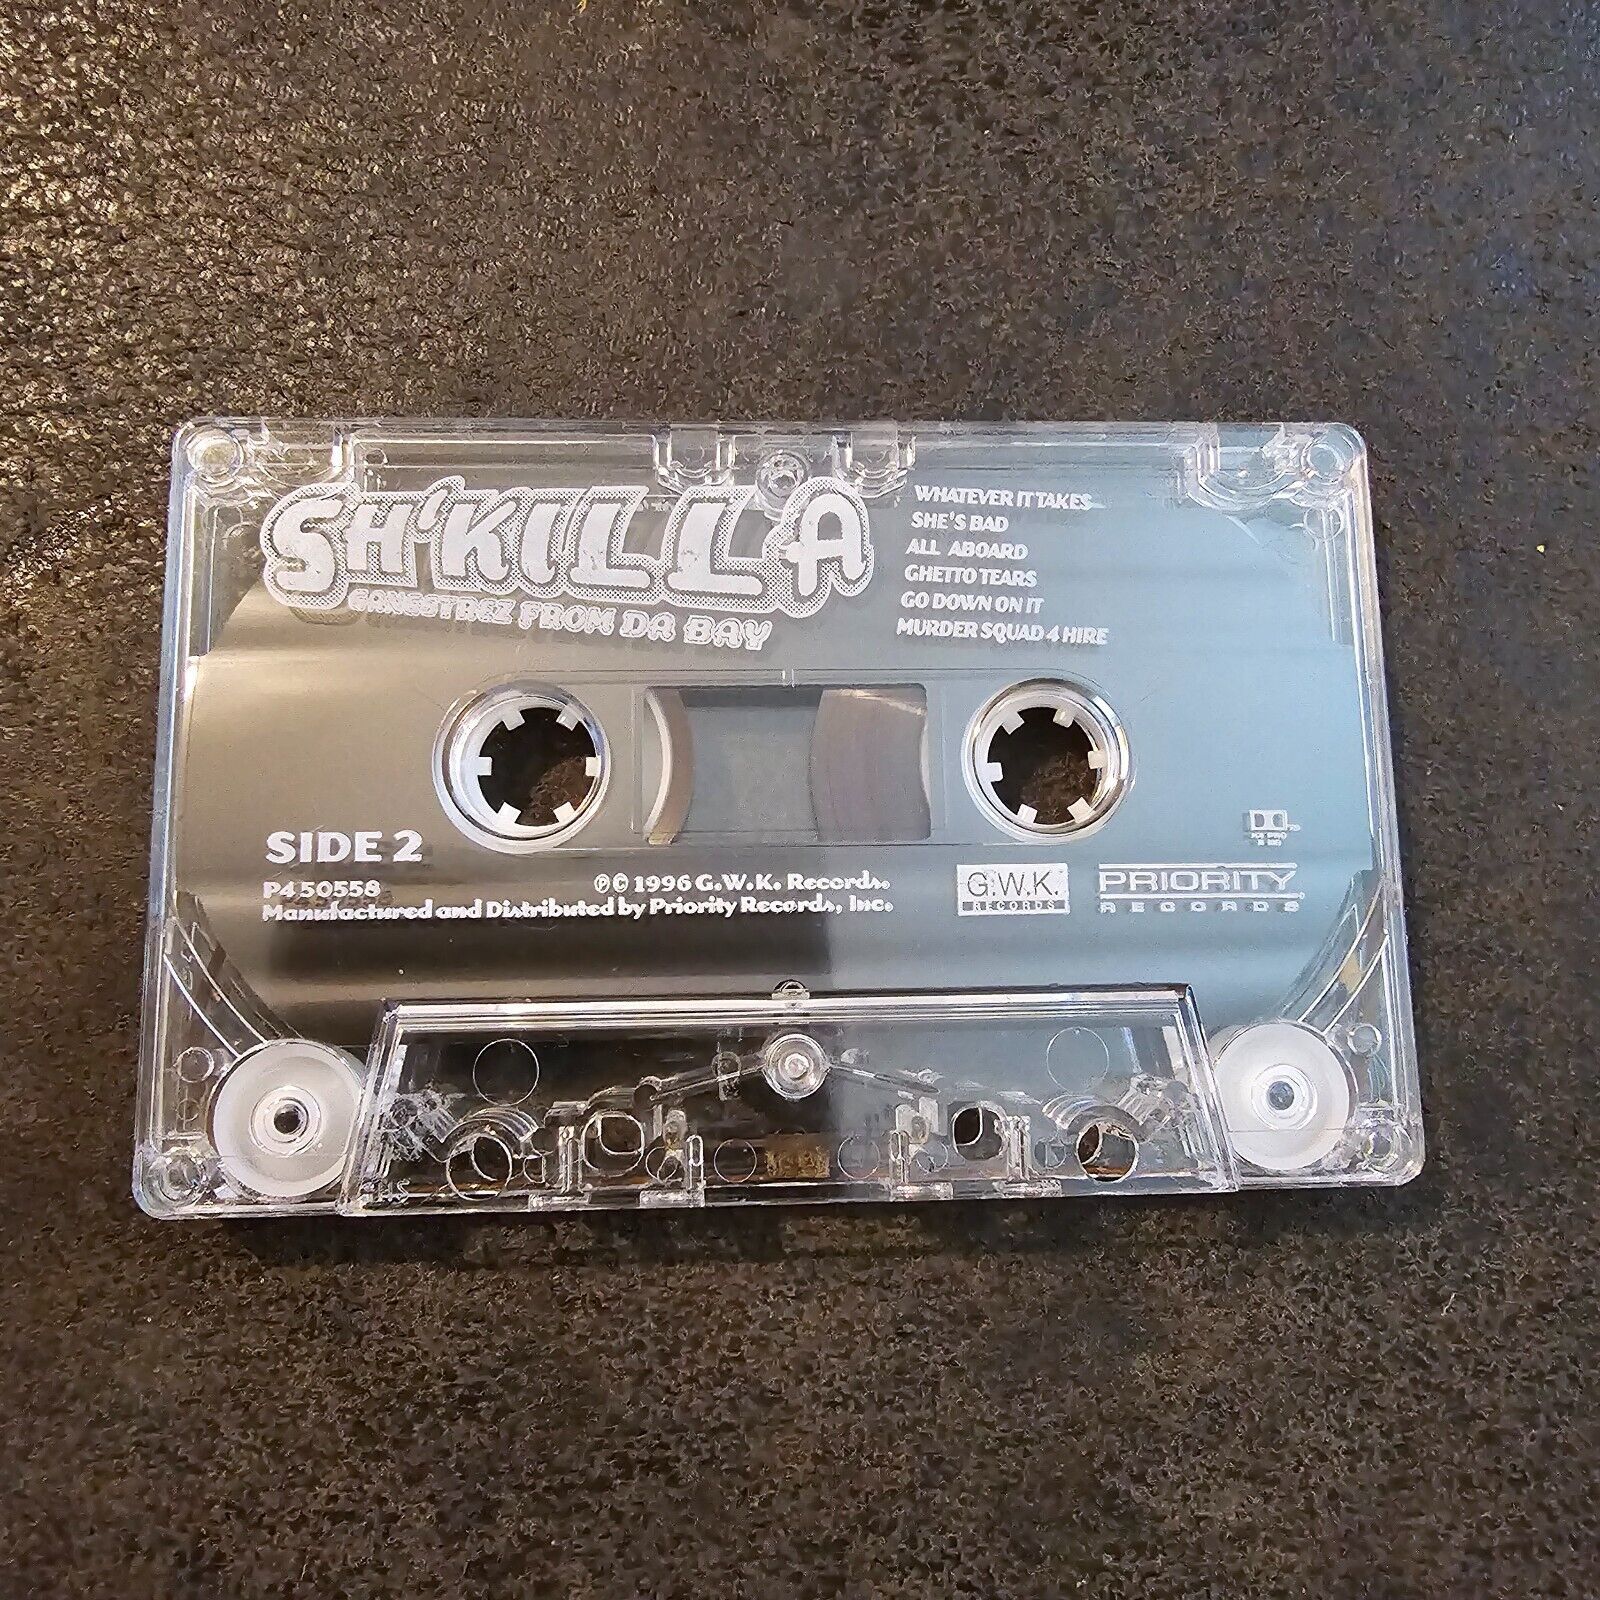 SH'KILLA
GANGSTREZ FROM DA BAY
WHATEVER IT TAKES
SHE'S BAD
ALL ABOARD
GHETTO TEARS
GO DOWN ON IT
MURDER SQUAD 4 HIRE
SIDE 2
P4 50558
℗© 1996 G.W.K. Records.
Manufactured and Distributed by Priority Records, Inc.
G.W.K.
RECORDS
PRIORITY
RECORDS